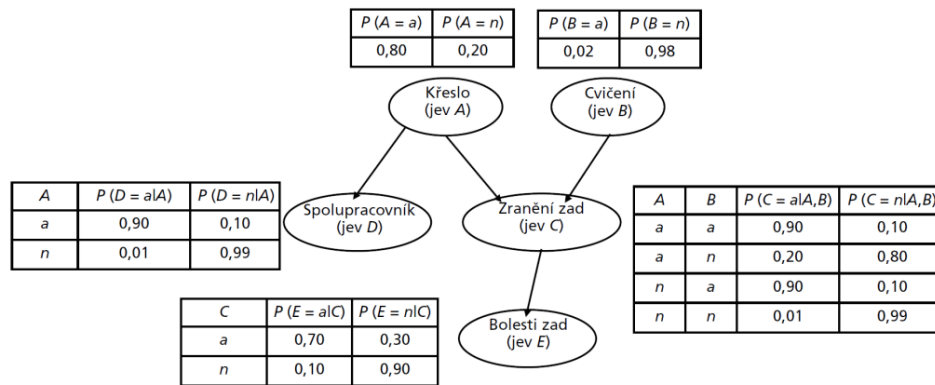 P (A = a) P (A = n)
0,80 0,20
P (B = a) P (B = n)
0,02 0,98
Křeslo
(jev A)
Cvičení
(jev B)
A P (D = a|A) P (D = n|A)
a 0,90 0,10
n 0,01 0,99
Spolupracovník
(jev D)
Zranění zad
(jev C)
A B P (C = a|A,B) P (C = n|A,B)
a a 0,90 0,10
a n 0,20 0,80
n a 0,90 0,10
n n 0,01 0,99
C P (E = a|C) P (E = n|C)
a 0,70 0,30
n 0,10 0,90
Bolesti zad
(jev E)